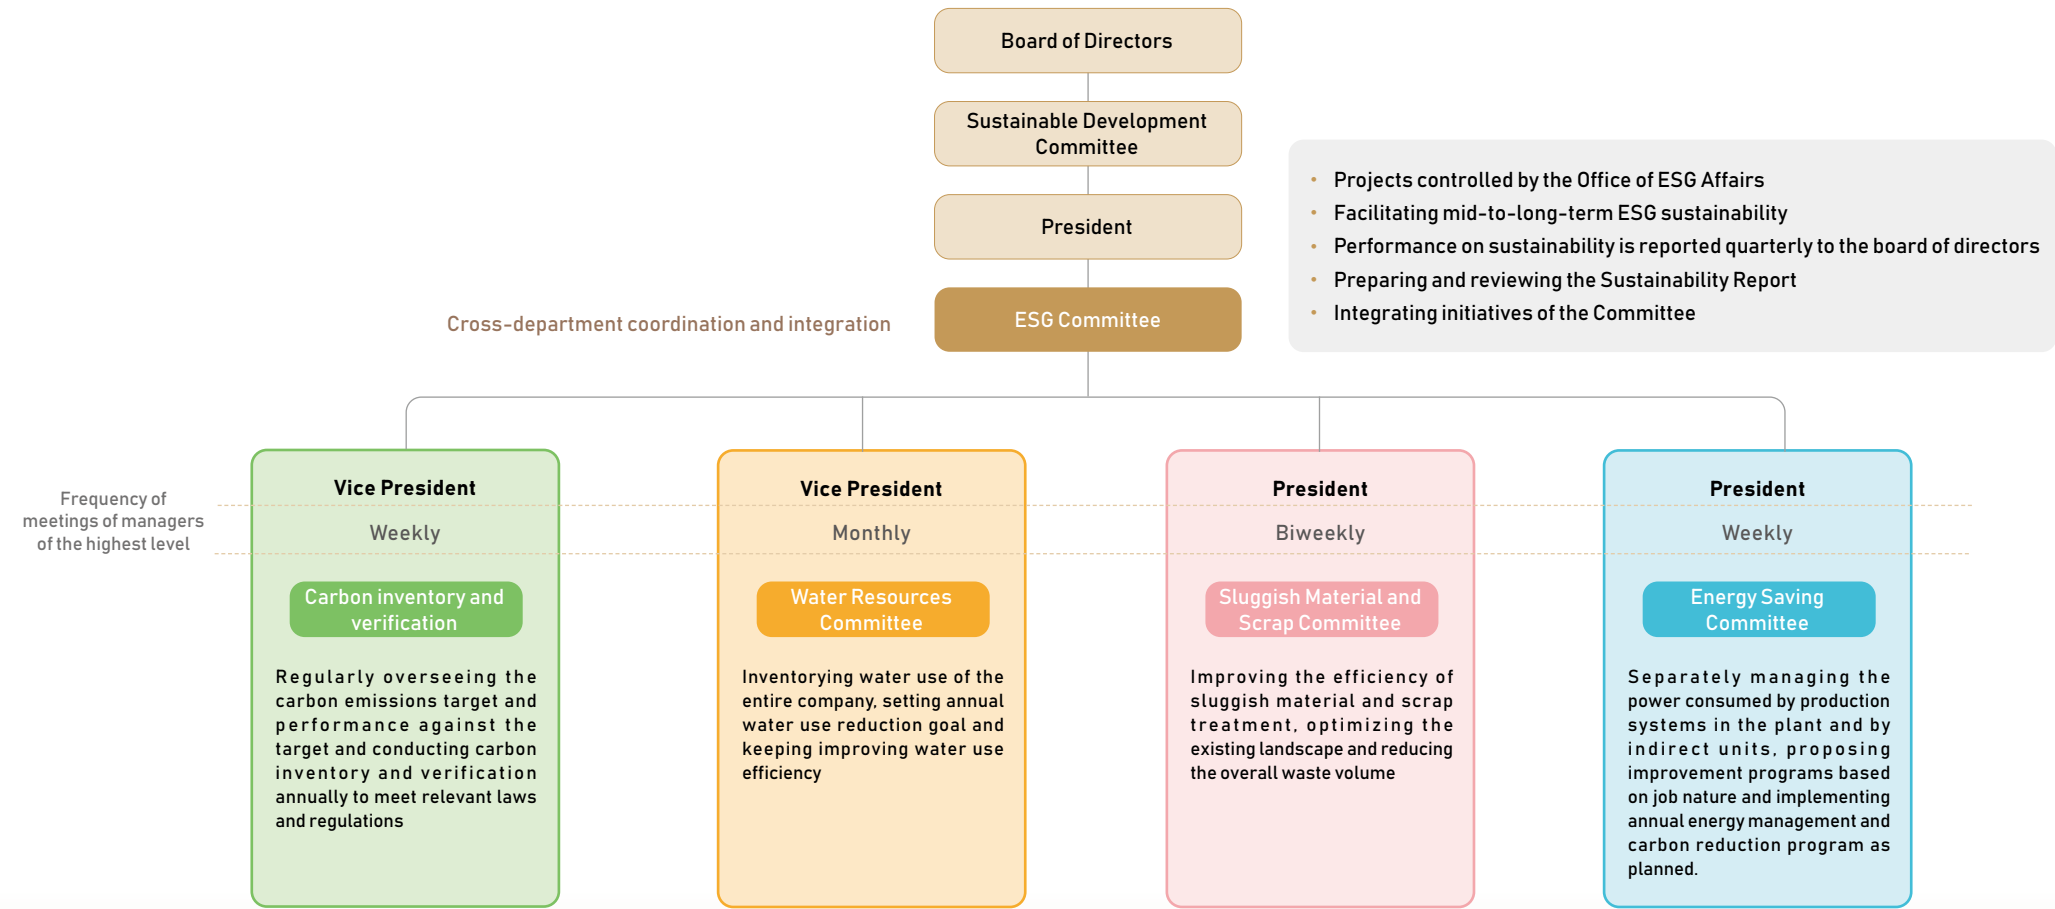 Board of Directors
Sustainable Development
Committee
President
ESG Committee
Cross-department coordination and integration
• Projects controlled by the Office of ESG Affairs
• Facilitating mid-to-long-term ESG sustainability
• Performance on sustainability is reported quarterly to the board of directors
• Preparing and reviewing the Sustainability Report
• Integrating initiatives of the Committee
Frequency of
meetings of managers
of the highest level
Vice President
Weekly
Carbon inventory and
verification
Regularly overseeing the
carbon emissions target and
performance against the
target and conducting carbon
inventory and verification
annually to meet relevant laws
and regulations
Vice President
Monthly
Water Resources
Committee
Inventorying water use of the
entire company, setting annual
water use reduction goal and
keeping improving water use
efficiency
President
Biweekly
Sluggish Material and
Scrap Committee
Improving the efficiency of
sluggish material and scrap
treatment, optimizing the
existing landscape and reducing
the overall waste volume
President
Weekly
Energy Saving
Committee
Separately managing the
power consumed by production
systems in the plant and by
indirect units, proposing
improvement programs based
on job nature and implementing
annual energy management and
carbon reduction program as
planned.